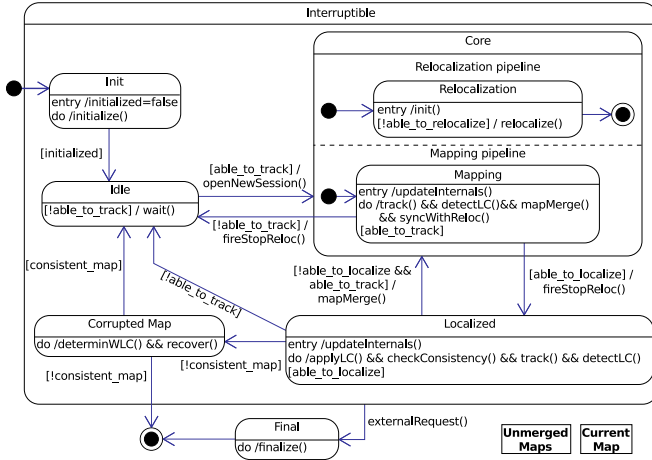 Interruptible
Core
Relocalization pipeline
Init
entry /initialized=false
do /initialize()
Relocalization
entry /init()
[!able_to_relocalize] / relocalize()
[initialized]
Mapping pipeline
[able_to_track] /
openNewSession()
Mapping
entry /updateInternals()
do /track() && detectLC()&& mapMerge()
&& syncWithReloc()
[able_to_track]
Idle
[!able_to_track] / wait()
[!able_to_track] /
fireStopReloc()
[consistent_map]
[!able_to_track]
[!able_to_localize &&
able_to_track] /
mapMerge()
[able_to_localize] /
fireStopReloc()
Corrupted Map
do /determinWLC() && recover()
Localized
entry /updateInternals()
do /applyLC() && checkConsistency() && track() && detectLC()
[able_to_localize]
[!consistent_map]
[!consistent_map]
externalRequest()
Final
do /finalize()
Unmerged
Maps
Current
Map